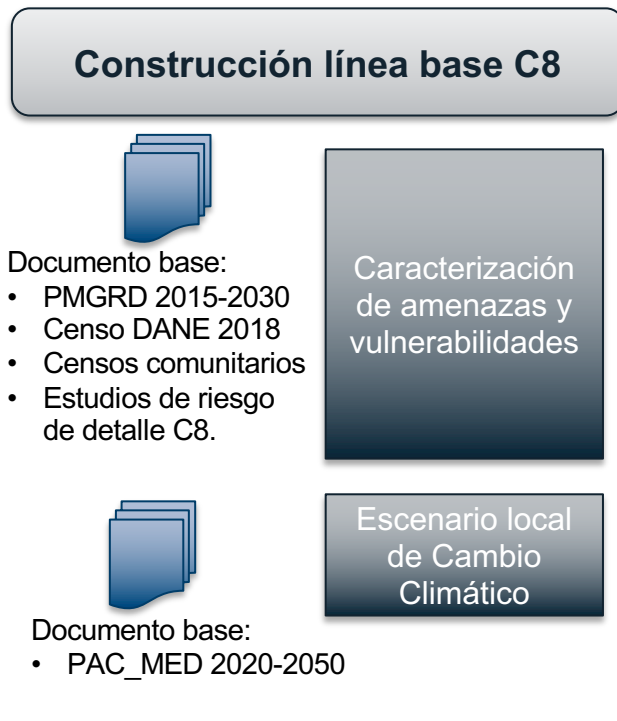 Construcción línea base C8
Documento base:
• PMGRD 2015-2030
• Censo DANE 2018
• Censos comunitarios
• Estudios de riesgo
de detalle C8.
Caracterización
de amenazas y
vulnerabilidades
Documento base:
• PAC_MED 2020-2050
Escenario local
de Cambio
Climático